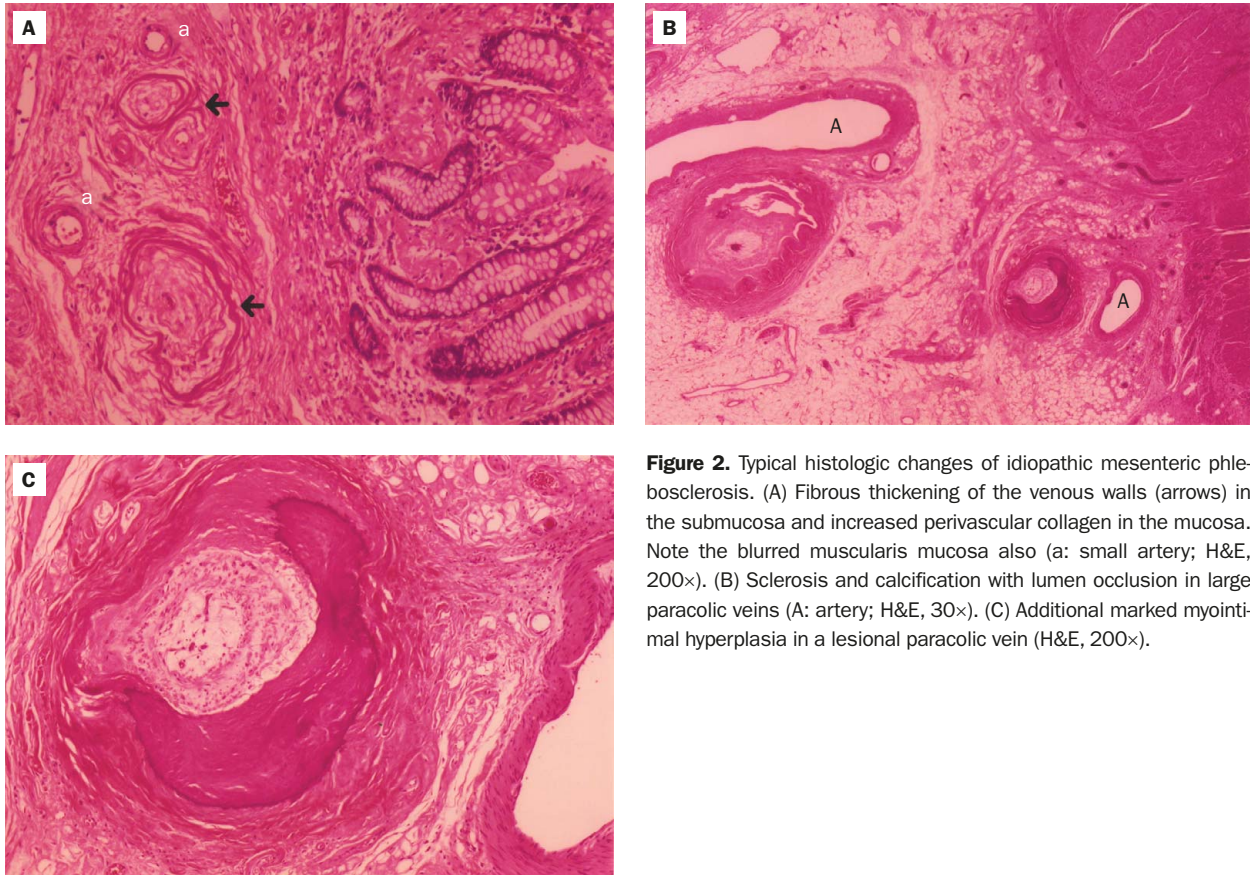 A
a
a
B
A
A
C
Figure 2. Typical histologic changes of idiopathic mesenteric phle-
bosclerosis. (A) Fibrous thickening of the venous walls (arrows) in
the submucosa and increased perivascular collagen in the mucosa.
Note the blurred muscularis mucosa also (a: small artery; H&E,
200×). (B) Sclerosis and calcification with lumen occlusion in large
paracolic veins (A: artery; H&E, 30×). (C) Additional marked myointi-
mal hyperplasia in a lesional paracolic vein (H&E, 200×).